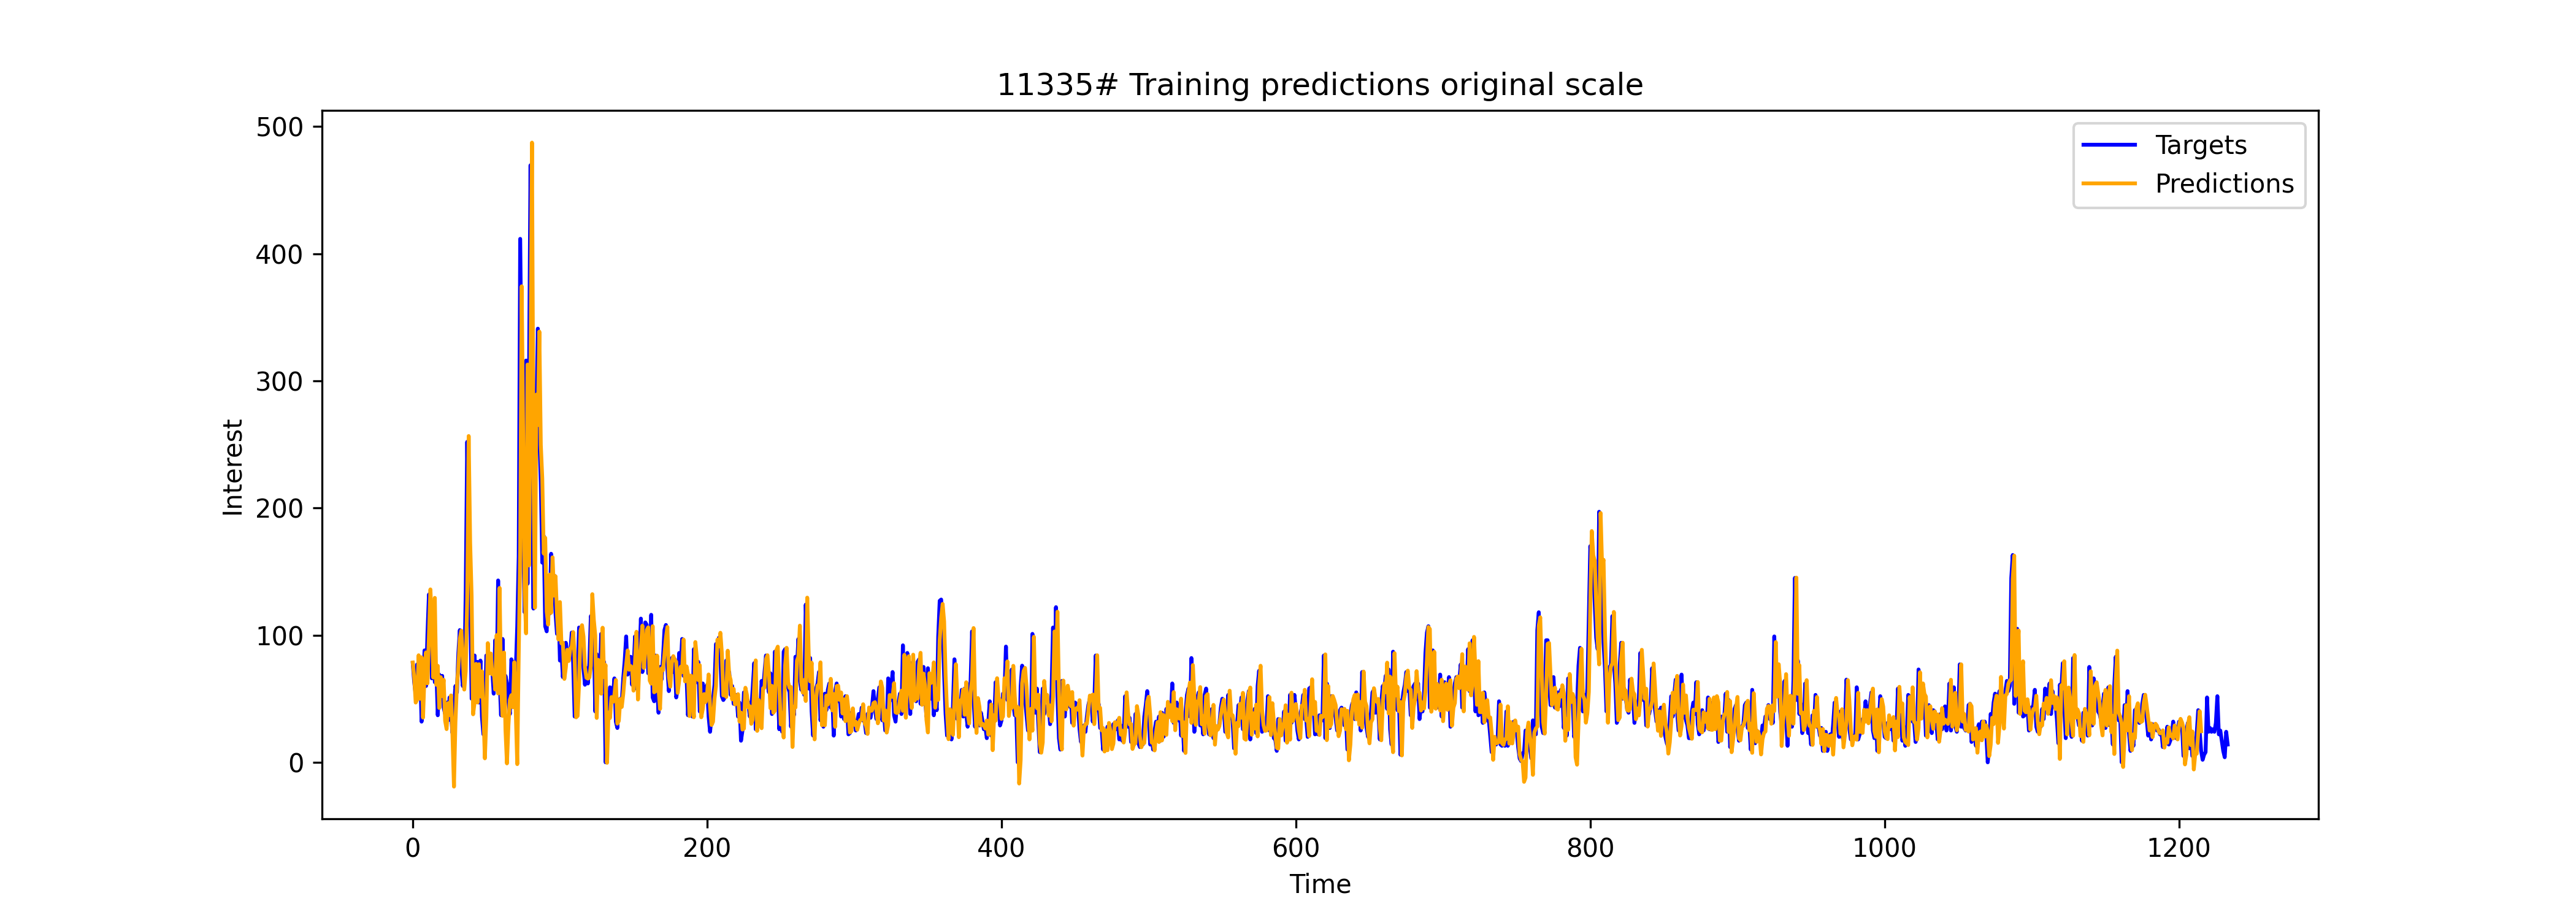 11335# Training predictions original scale
500
400
300
200
100
0
Interest
Targets
Predictions
0 200 400 600 800 1000 1200
Time